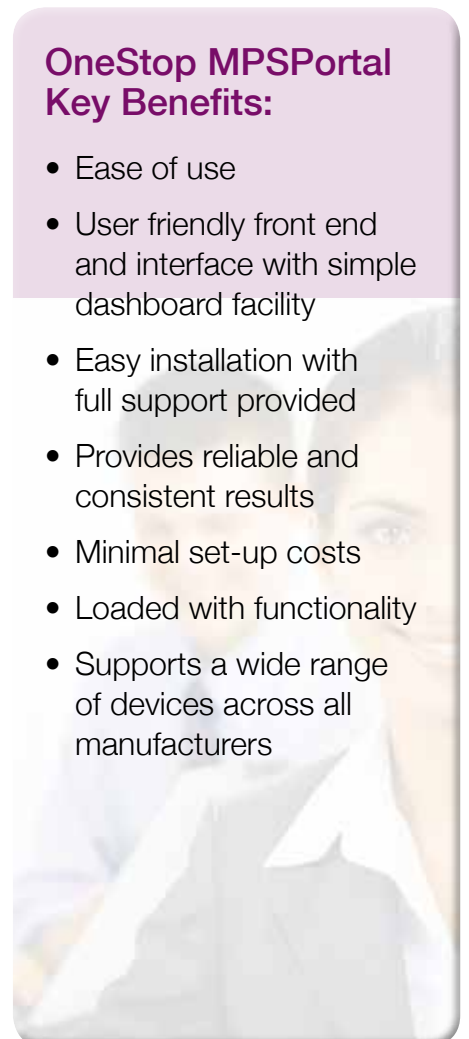 OneStop MPSPortal
Key Benefits:
• Ease of use
• User friendly front end
and interface with simple
dashboard facility
• Easy installation with
full support provided
• Provides reliable and
consistent results
• Minimal set-up costs
• Loaded with functionality
• Supports a wide range
of devices across all
manufacturers